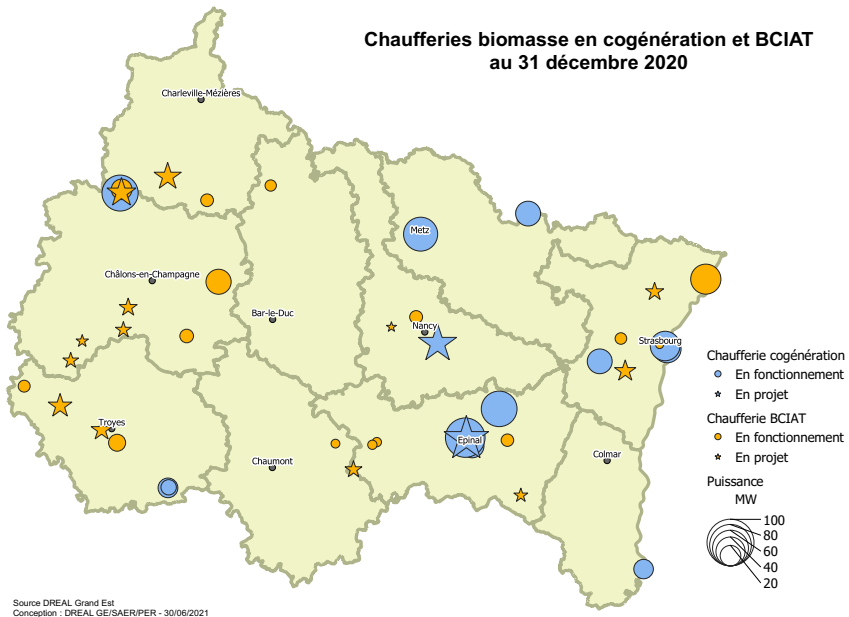 Chaufferies biomasse en cogénération et BCIAT
au 31 décembre 2020
Charleville-Mézières
Metz
Châlons-en-Champagne
Bar-le-Duc
Nancy
Strasbourg
Troyes
Chaumont
Epinal
Colmar
Chaufferie cogénération
En fonctionnement
En projet
Chaufferie BCIAT
En fonctionnement
En projet
Puissance
MW
100
80
60
40
20
Source DREAL Grand Est
Conception : DREAL GE/SAER/PER - 30/06/2021